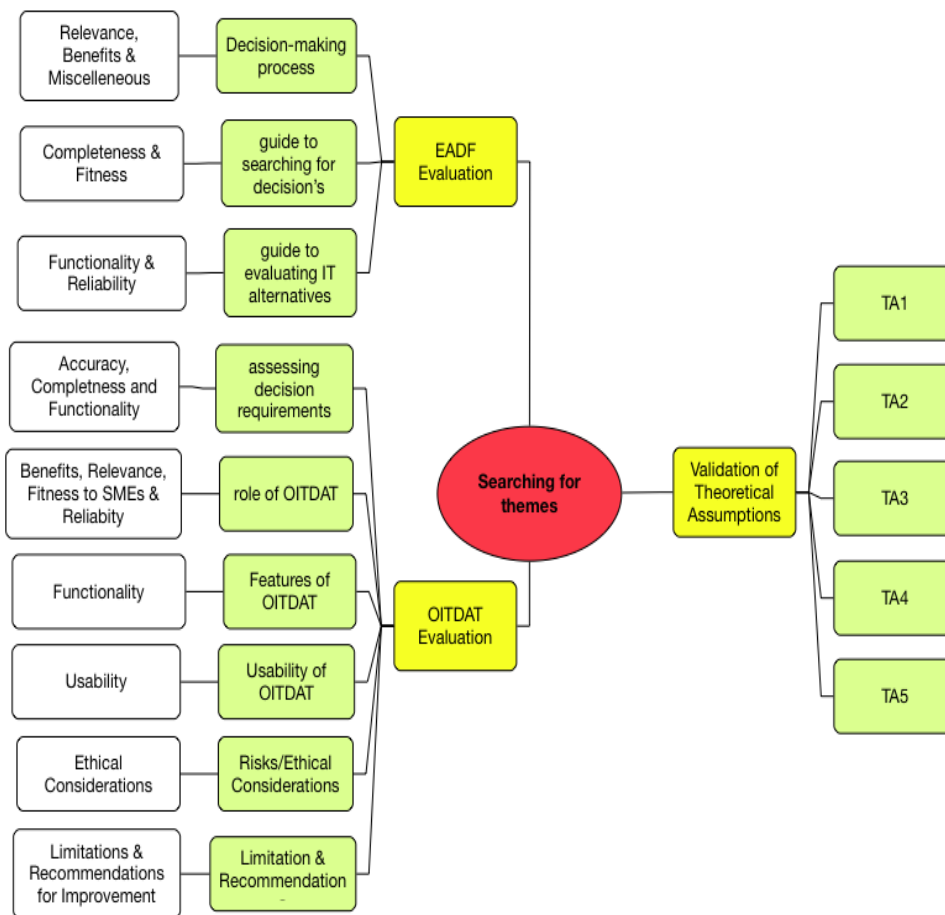 Relevance,
Benefits &
Miscelleneous
Decision-making
process
Completeness &
Fitness
guide to
searching for
decision's
EADF
Evaluation
Functionality &
Reliability
guide to
evaluating IT
alternatives
Accuracy,
Completness and
Functionality
assessing
decision
requirements
Benefits, Relevance,
Fitness to SMEs &
Reliabity
role of OITDAT
Functionality
Features of
OITDAT
OITDAT
Evaluation
Usability
Usability of
OITDAT
Ethical
Considerations
Risks/Ethical
Considerations
Limitations &
Recommendations
for Improvement
Limitation &
Recommendation
Searching for
themes
Validation of
Theoretical
Assumptions
TA1
TA2
TA3
TA4
TA5